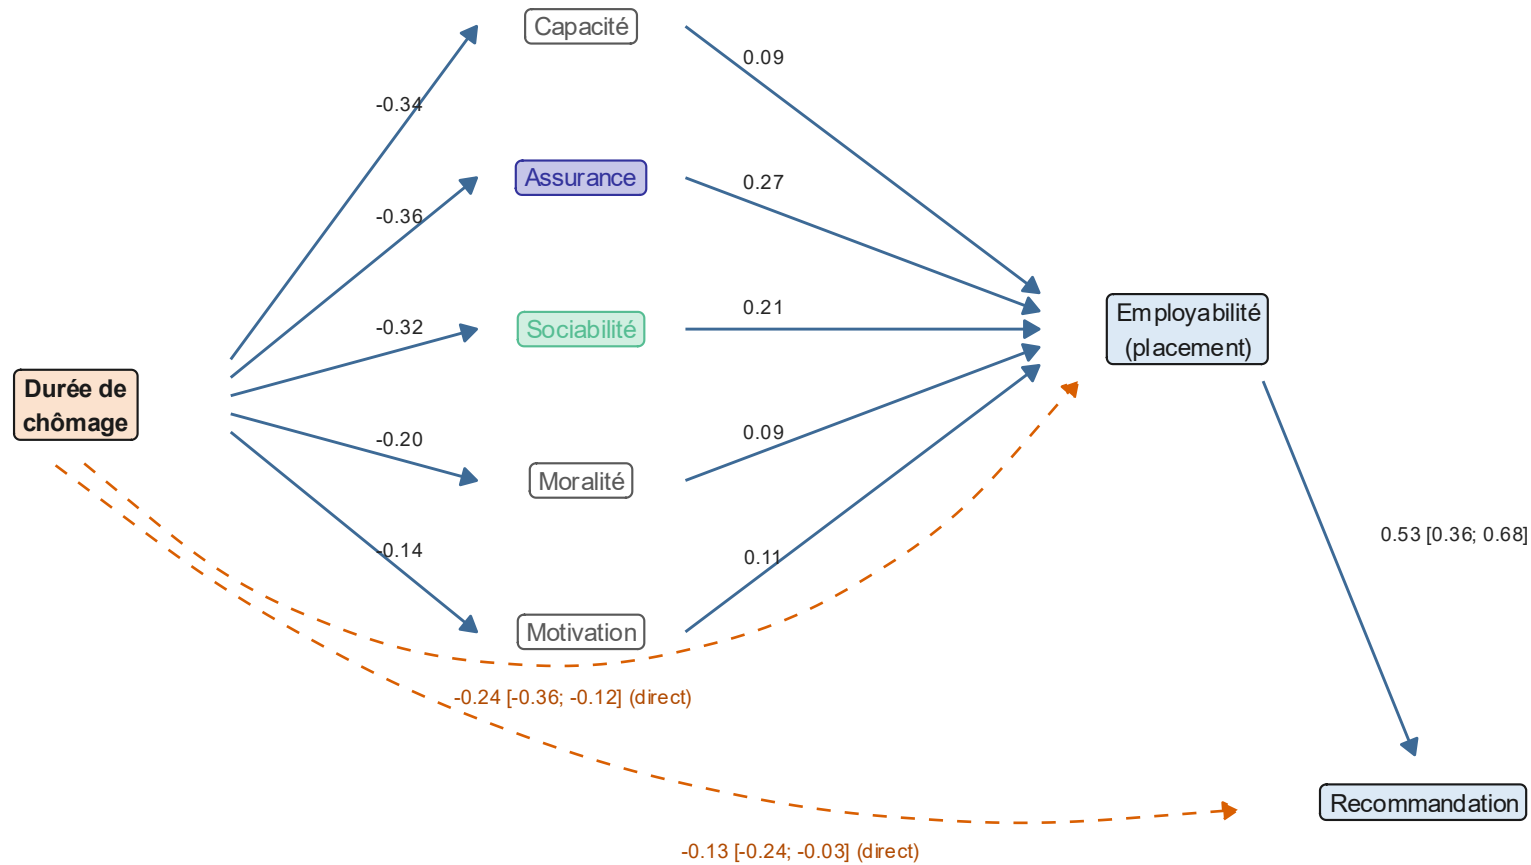 Capacité
0.09
-0.34
Assurance
0.27
-0.36
Sociabilité
0.21
-0.32
Employabilité
(placement)
Durée de
chômage
-0.20
Moralité
0.09
-0.14
Motivation
0.11
0.53 [0.36; 0.68]
-0.24 [-0.36; -0.12] (direct)
Recommandation
-0.13 [-0.24; -0.03] (direct)